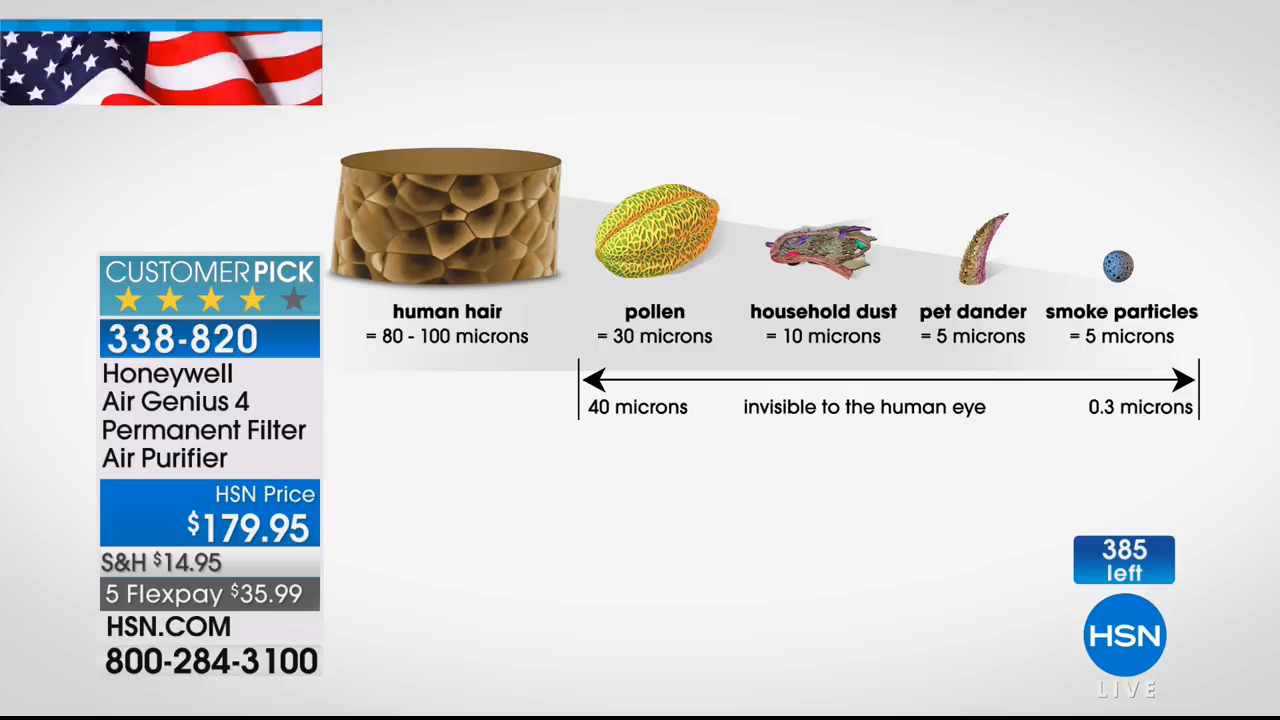 CUSTOMER PICK
338-820
Honeywell
Air Genius 4
Permanent Filter
Air Purifier
HSN Price
$179.95
S&H $14.95
5 Flexpay $35.99
HSN.COM
800-284-3100
human hair
= 80 - 100 microns
pollen
= 30 microns
household dust
= 10 microns
pet dander
= 5 microns
smoke particles
= 5 microns
40 microns
invisible to the human eye
0.3 microns
385
left
HSN
LIVE